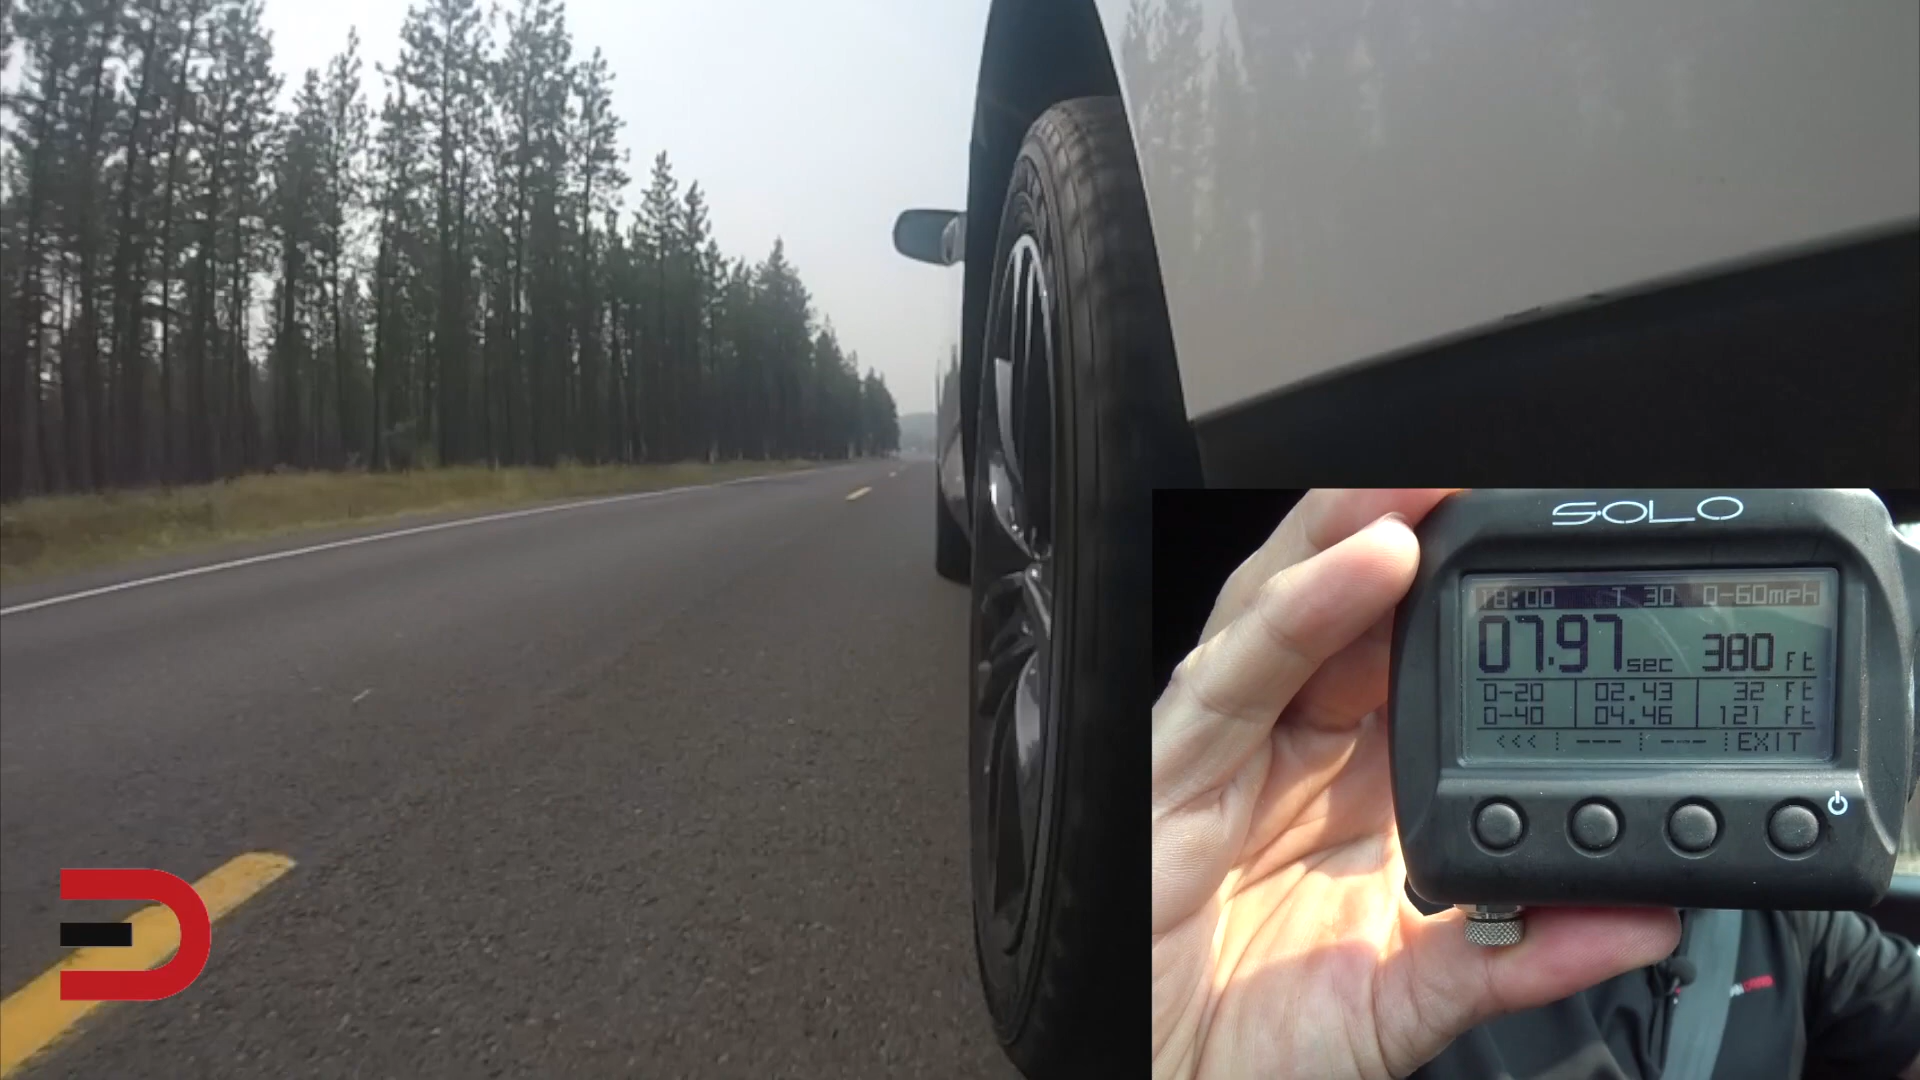 SOLO
18:00 T 30 0-60mph
07.97 sec 380 ft
0-20 02.43 32 ft
0-40 04.46 121 ft
<<< --- --- EXIT